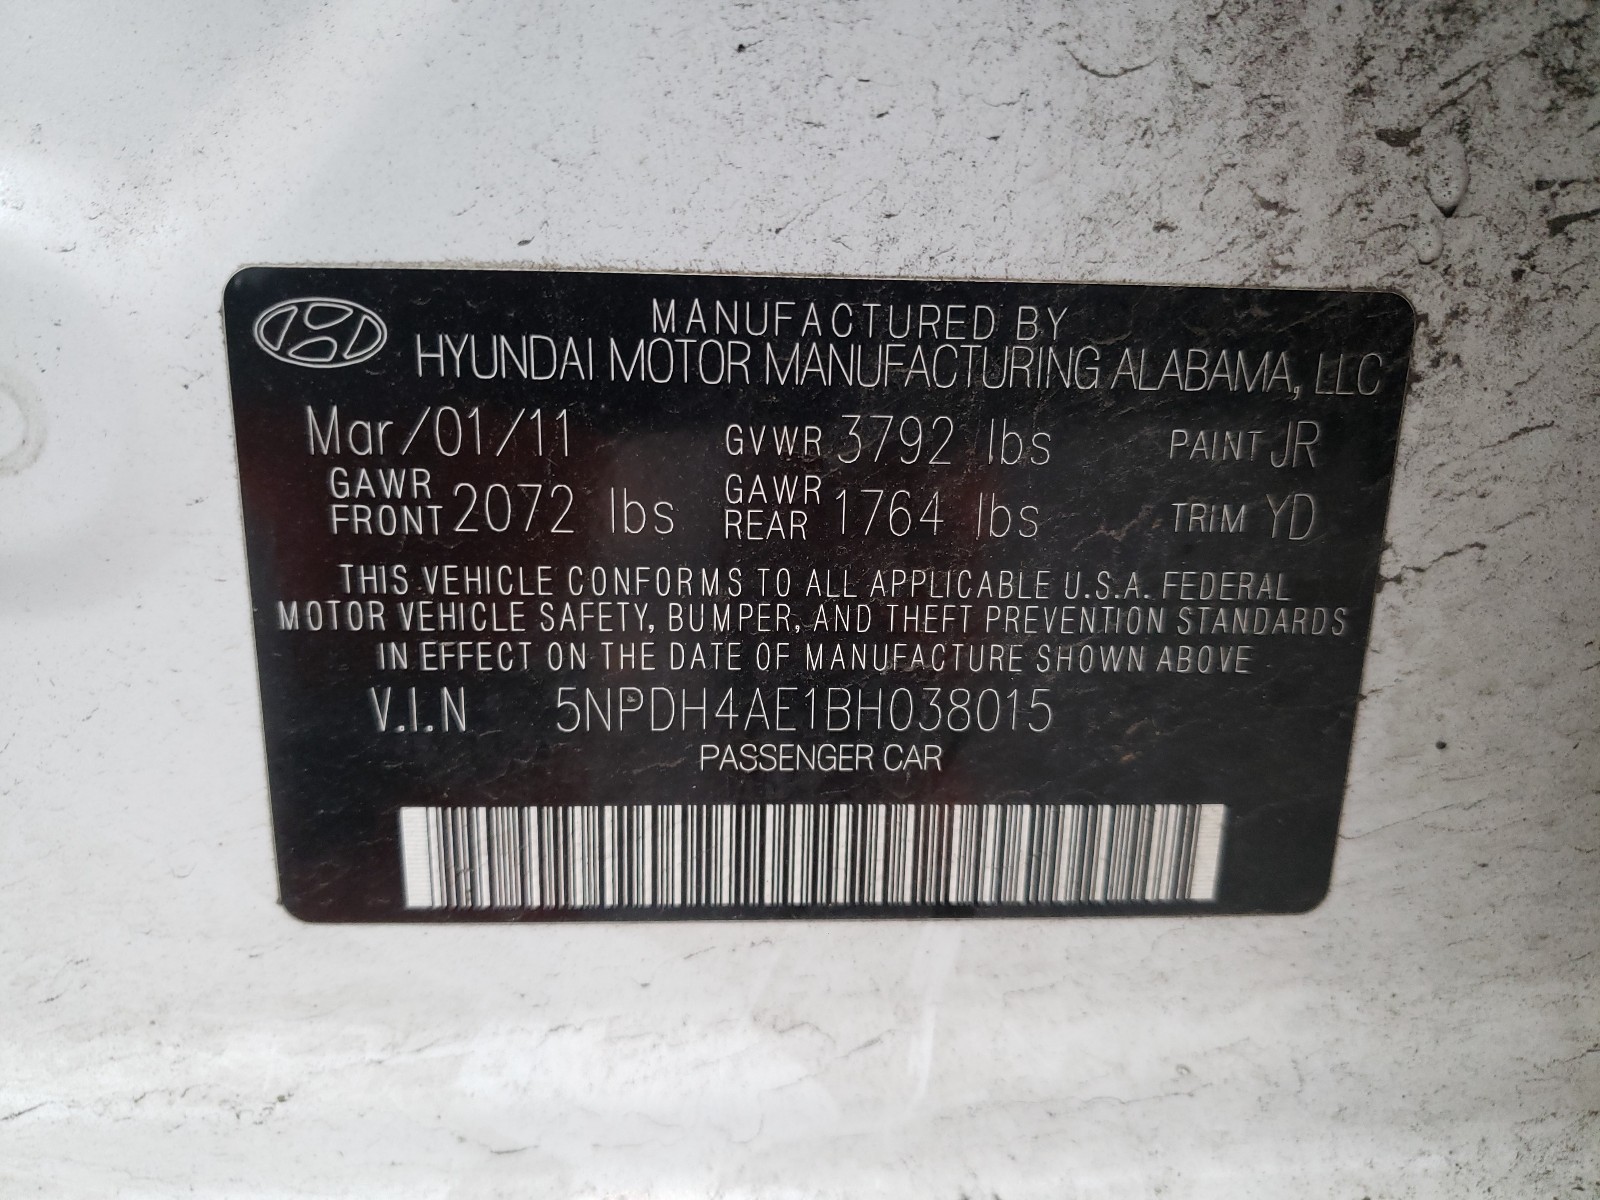 MANUFACTURED BY
HYUNDAI MOTOR MANUFACTURING ALABAMA, LLC
Mar/01/11 GVWR 3792 lbs PAINT JR
GAWR FRONT 2072 lbs GAWR REAR 1764 lbs TRIM YD
THIS VEHICLE CONFORMS TO ALL APPLICABLE U.S.A. FEDERAL
MOTOR VEHICLE SAFETY, BUMPER, AND THEFT PREVENTION STANDARDS
IN EFFECT ON THE DATE OF MANUFACTURE SHOWN ABOVE
V.I.N 5NPDH4AE1BH038015
PASSENGER CAR